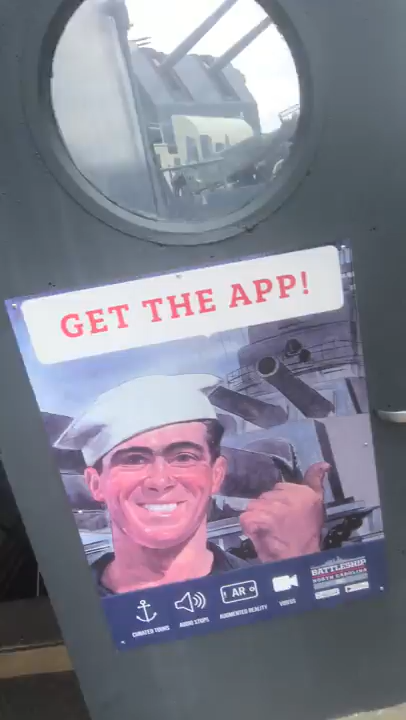 GET THE APP!
AR
CURATED TOURS
AUDIO STOPS
AUGMENTED REALITY
VIDEOS
BATTLESHIP
NORTH CAROLINA